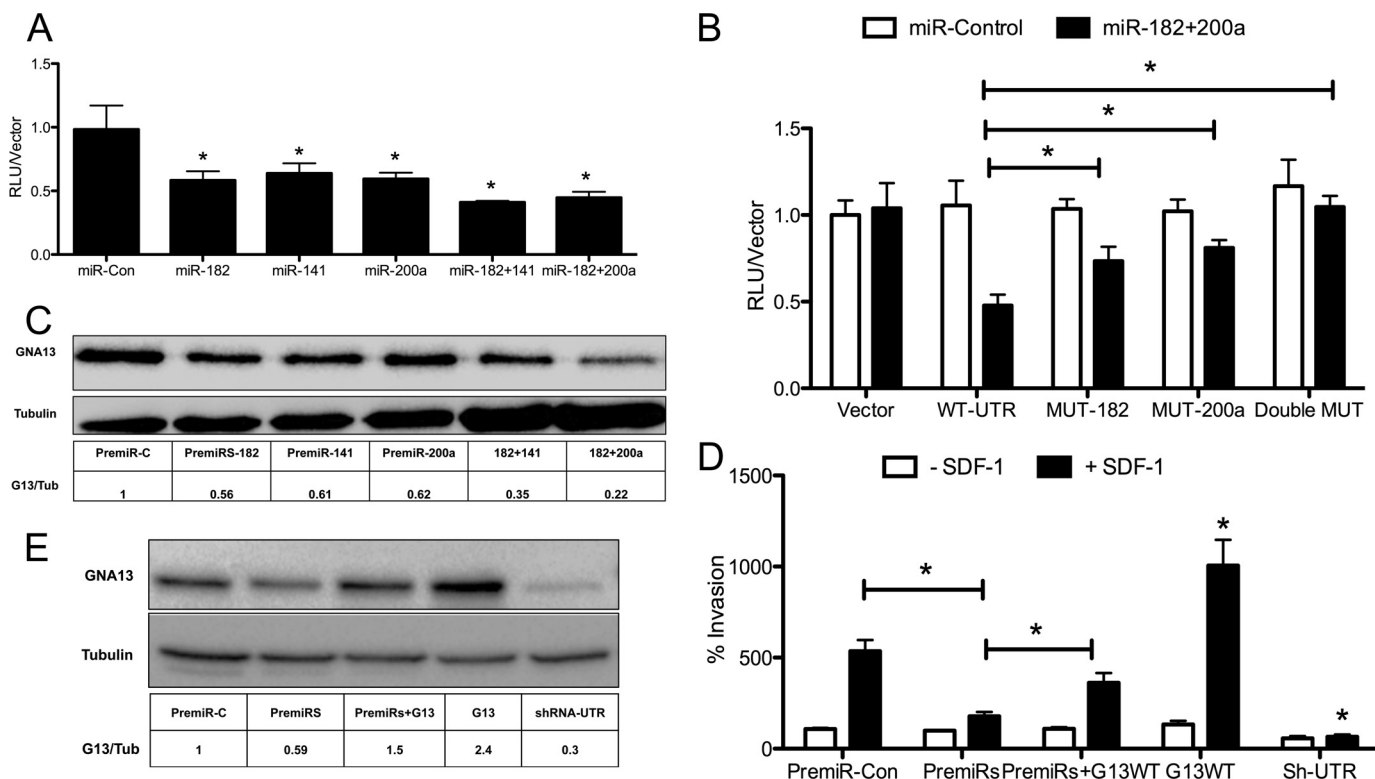 A
1.5
1.0
0.5
0.0
RLU/Vector
* * * * *
miR-Con miR-182 miR-141 miR-200a miR-182+141 miR-182+200a
B
miR-Control miR-182+200a
*
*
*
1.5
1.0
0.5
0.0
RLU/Vector
Vector WT-UTR MUT-182 MUT-200a Double MUT
C
GNA13
Tubulin
PremiR-C PremiRS-182 PremiR-141 PremiR-200a 182+141 182+200a
G13/Tub 1 0.56 0.61 0.62 0.35 0.22
D
- SDF-1 + SDF-1
1500
1000
500
0
% Invasion
* * * *
PremiR-Con PremiRs PremiRs+G13WT G13WT Sh-UTR
E
GNA13
Tubulin
PremiR-C PremiRS PremiRs+G13 G13 shRNA-UTR
G13/Tub 1 0.59 1.5 2.4 0.3